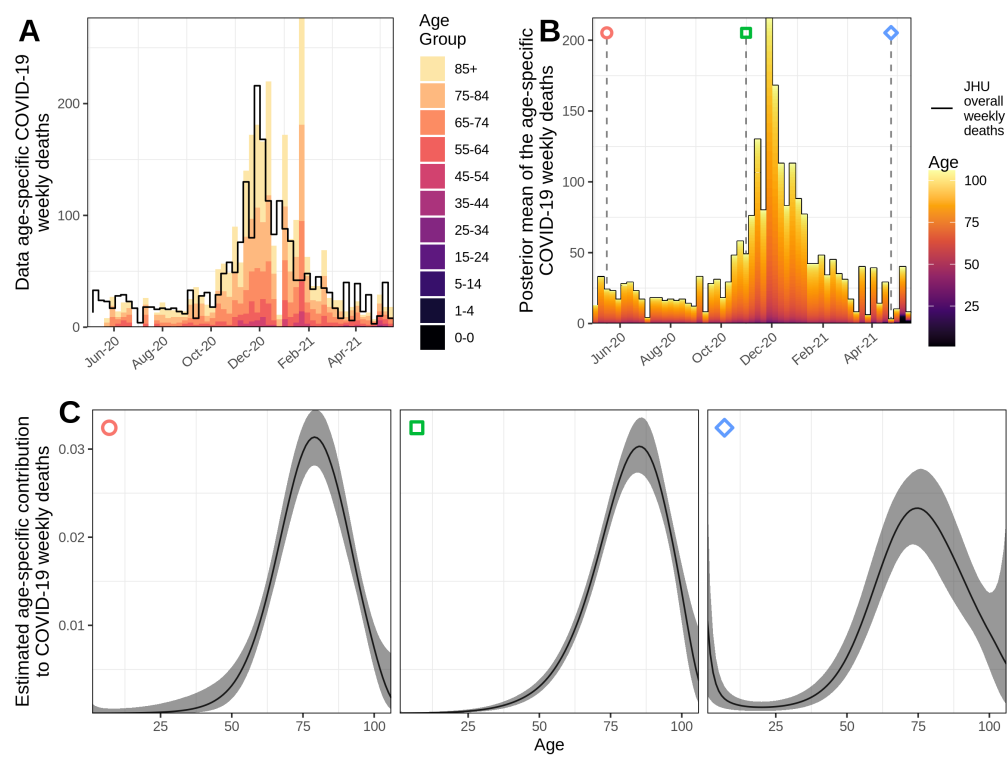 A
Data age-specific COVID-19
weekly deaths
200
100
0
Jun-20
Aug-20
Oct-20
Dec-20
Feb-21
Apr-21
Age
Group
85+
75-84
65-74
55-64
45-54
35-44
25-34
15-24
5-14
1-4
0-0
B
Posterior mean of the age-specific
COVID-19 weekly deaths
200
150
100
50
0
Jun-20
Aug-20
Oct-20
Dec-20
Feb-21
Apr-21
JHU
overall
weekly
deaths
Age
100
75
50
25
C
Estimated age-specific contribution
to COVID-19 weekly deaths
0.03
0.02
0.01
25
50
75
100
25
50
75
100
25
50
75
100
Age